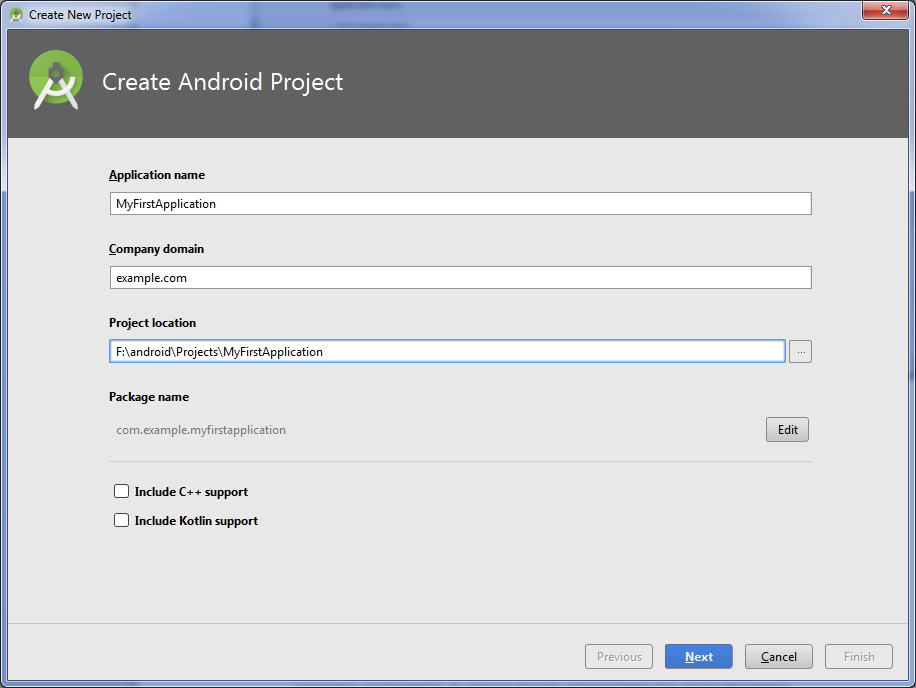 Create New Project
Create Android Project
Application name
MyFirstApplication
Company domain
example.com
Project location
F:\android\Projects\MyFirstApplication
...
Package name
com.example.myfirstapplication
Edit
Include C++ support
Include Kotlin support
Previous
Next
Cancel
Finish